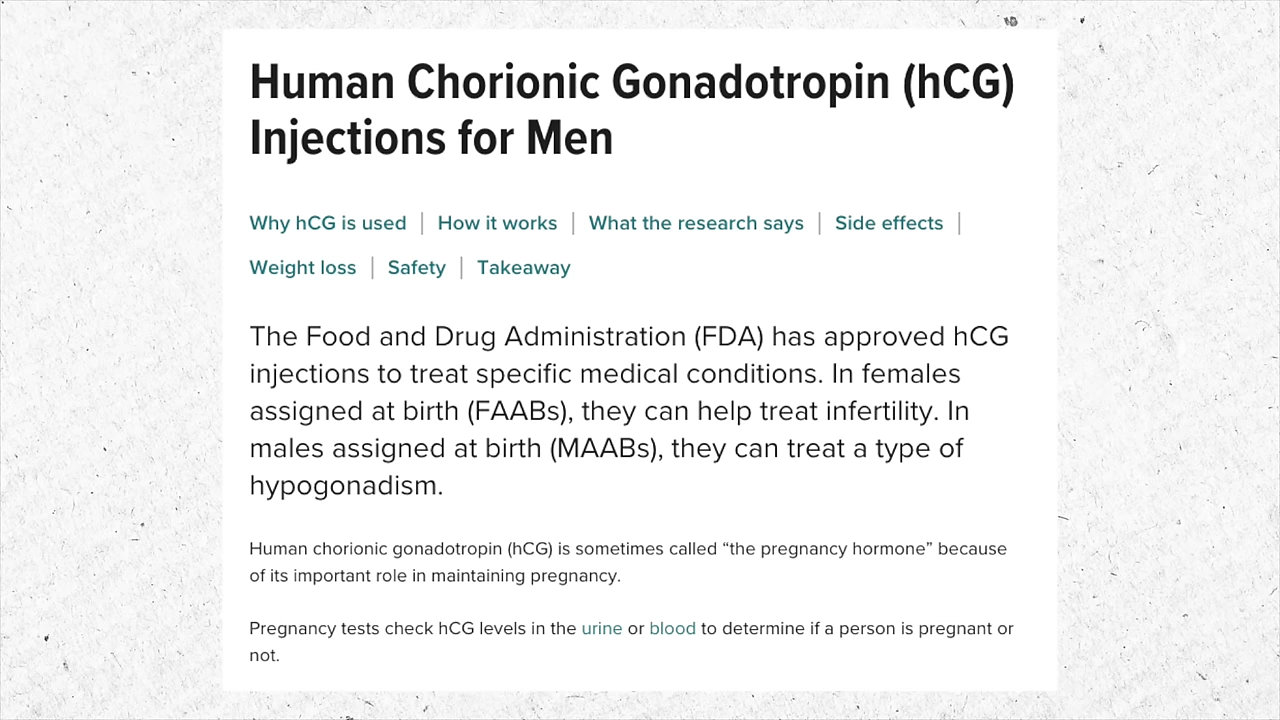 Human Chorionic Gonadotropin (hCG)
Injections for Men
Why hCG is used | How it works | What the research says | Side effects |
Weight loss | Safety | Takeaway
The Food and Drug Administration (FDA) has approved hCG
injections to treat specific medical conditions. In females
assigned at birth (FAABs), they can help treat infertility. In
males assigned at birth (MAABs), they can treat a type of
hypogonadism.
Human chorionic gonadotropin (hCG) is sometimes called “the pregnancy hormone” because
of its important role in maintaining pregnancy.
Pregnancy tests check hCG levels in the urine or blood to determine if a person is pregnant or
not.